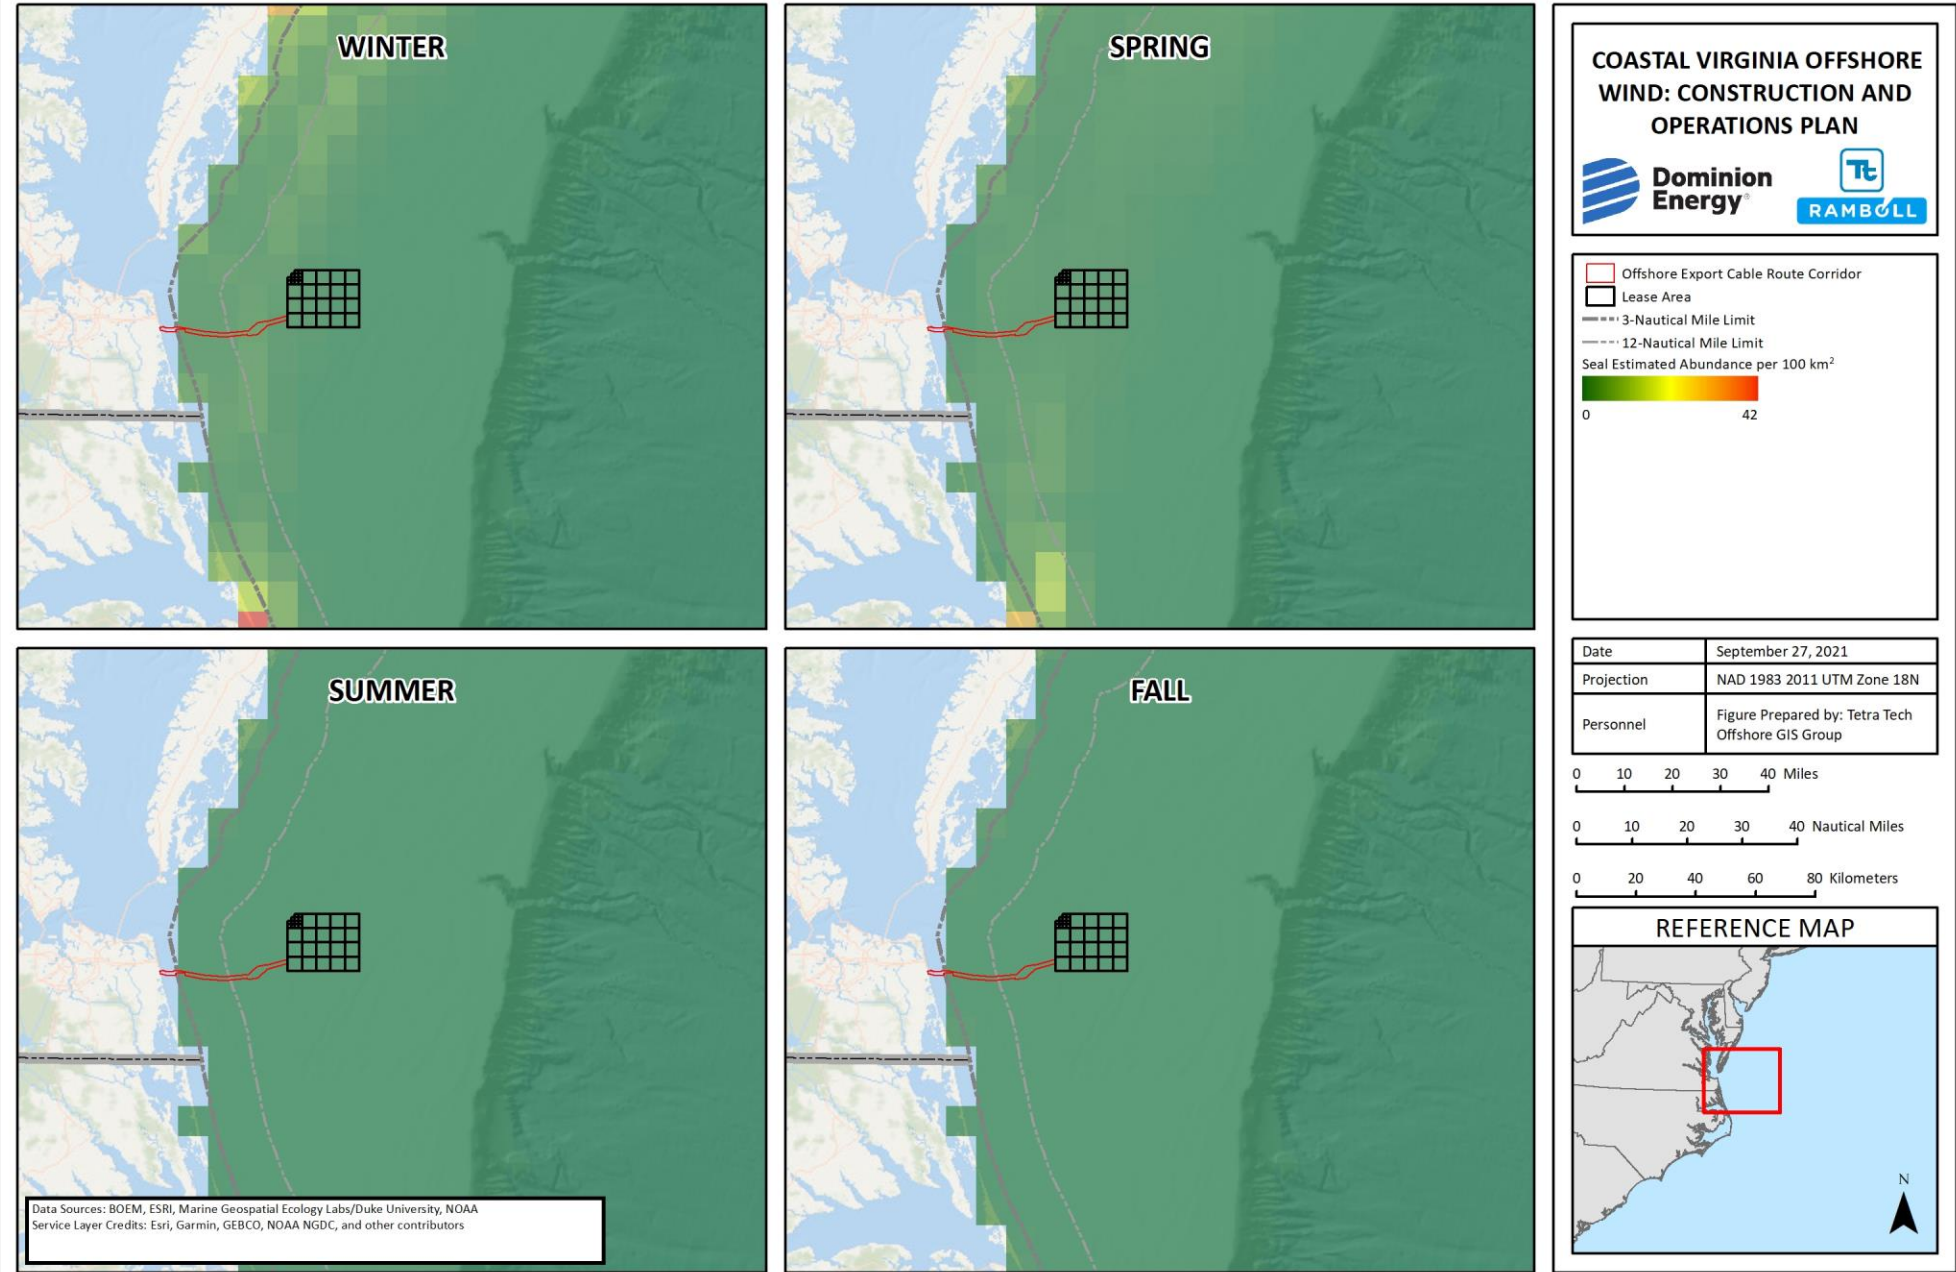 WINTER
SPRING
SUMMER
FALL
Data Sources: BOEM, ESRI, Marine Geospatial Ecology Labs/Duke University, NOAA
Service Layer Credits: Esri, Garmin, GEBCO, NOAA NGDC, and other contributors
COASTAL VIRGINIA OFFSHORE
WIND: CONSTRUCTION AND
OPERATIONS PLAN
Dominion
Energy®
Tt
RAMBOLL
Offshore Export Cable Route Corridor
Lease Area
3-Nautical Mile Limit
12-Nautical Mile Limit
Seal Estimated Abundance per 100 km²
0 42
Date September 27, 2021
Projection NAD 1983 2011 UTM Zone 18N
Personnel Figure Prepared by: Tetra Tech
Offshore GIS Group
0 10 20 30 40 Miles
0 10 20 30 40 Nautical Miles
0 20 40 60 80 Kilometers
REFERENCE MAP
N